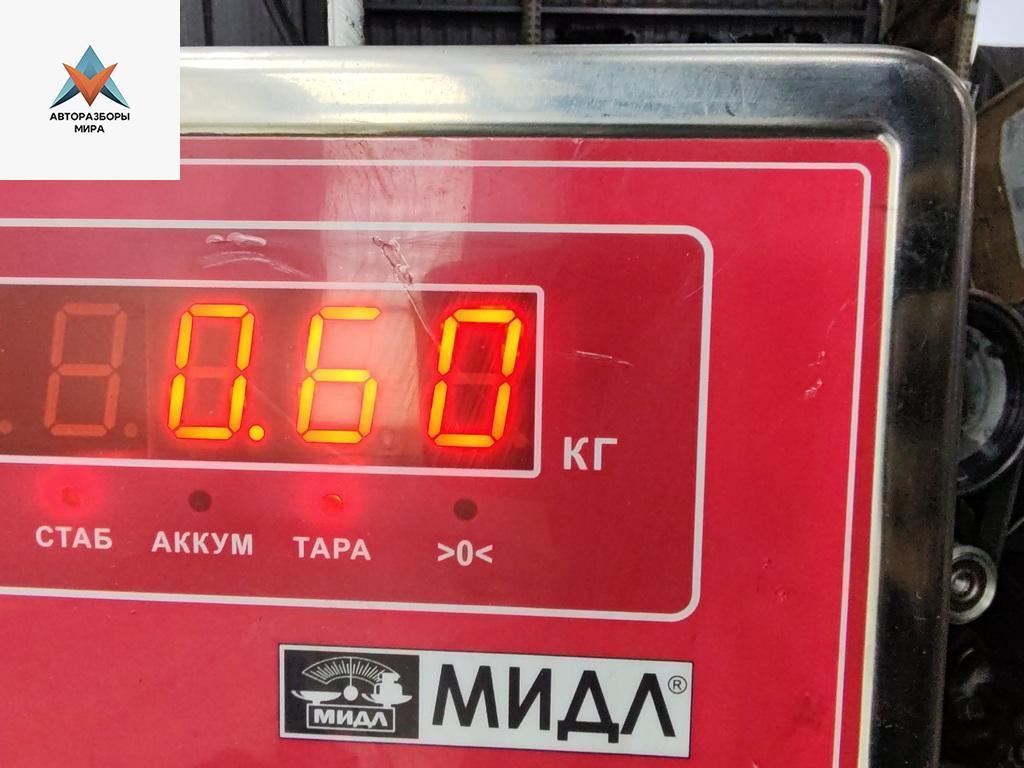 АВТОРАЗБОРЫ
МИРА
0.60
КГ
СТАБ АККУМ ТАРА >0<
МИДЛ МИДЛ®